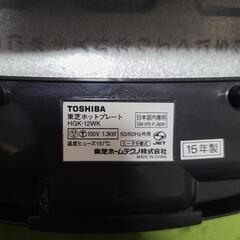 TOSHIBA
東芝ホットプレート
HGK-12WK
日本国内専用
Use only in Japan
100V 1.3kW 50/60Hz共用
温度ヒューズ187℃
JET
東芝ホームテクノ株式会社
MADE IN CHINA
15年製